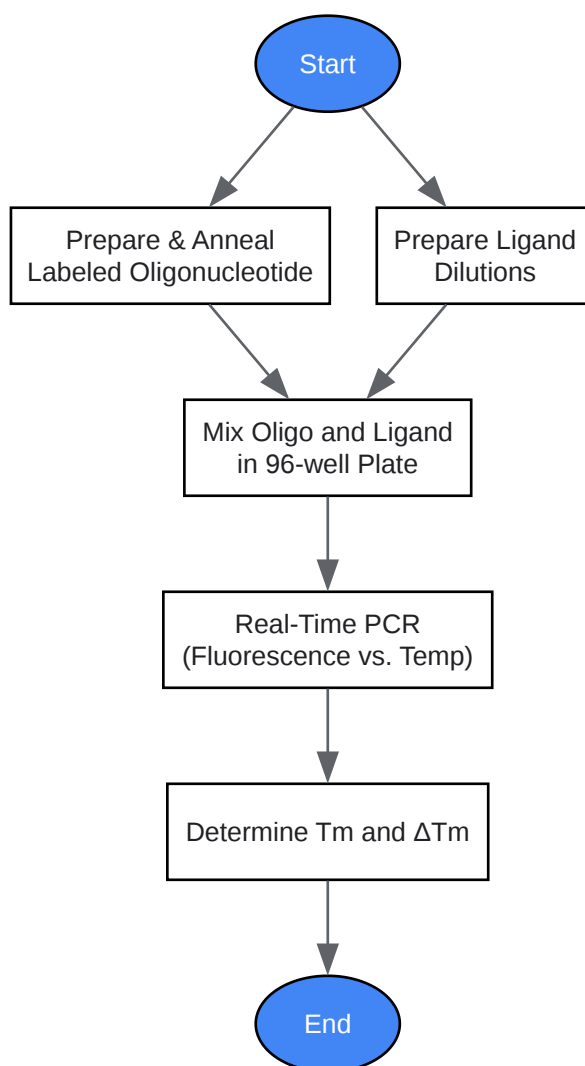 Start
Prepare & Anneal
Labeled Oligonucleotide
Prepare Ligand
Dilutions
Mix Oligo and Ligand
in 96-well Plate
Real-Time PCR
(Fluorescence vs. Temp)
Determine Tm and ΔTm
End